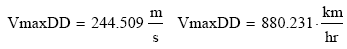 VmaxDD = 244.509 m/s VmaxDD = 880.231· km/hr